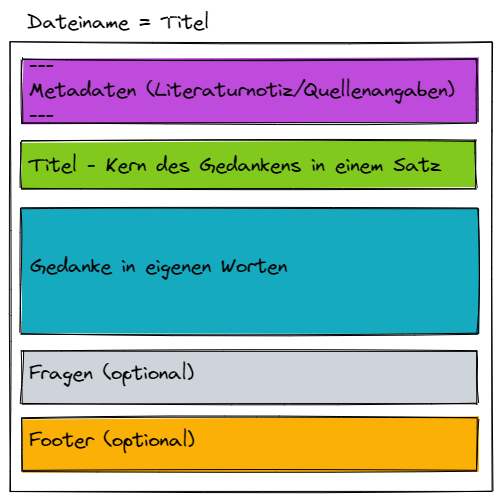 Dateiname = Titel
---
Metadaten (Literaturnotiz/Quellenangaben)
---
Titel - Kern des Gedankens in einem Satz
Gedanke in eigenen Worten
Fragen (optional)
Footer (optional)